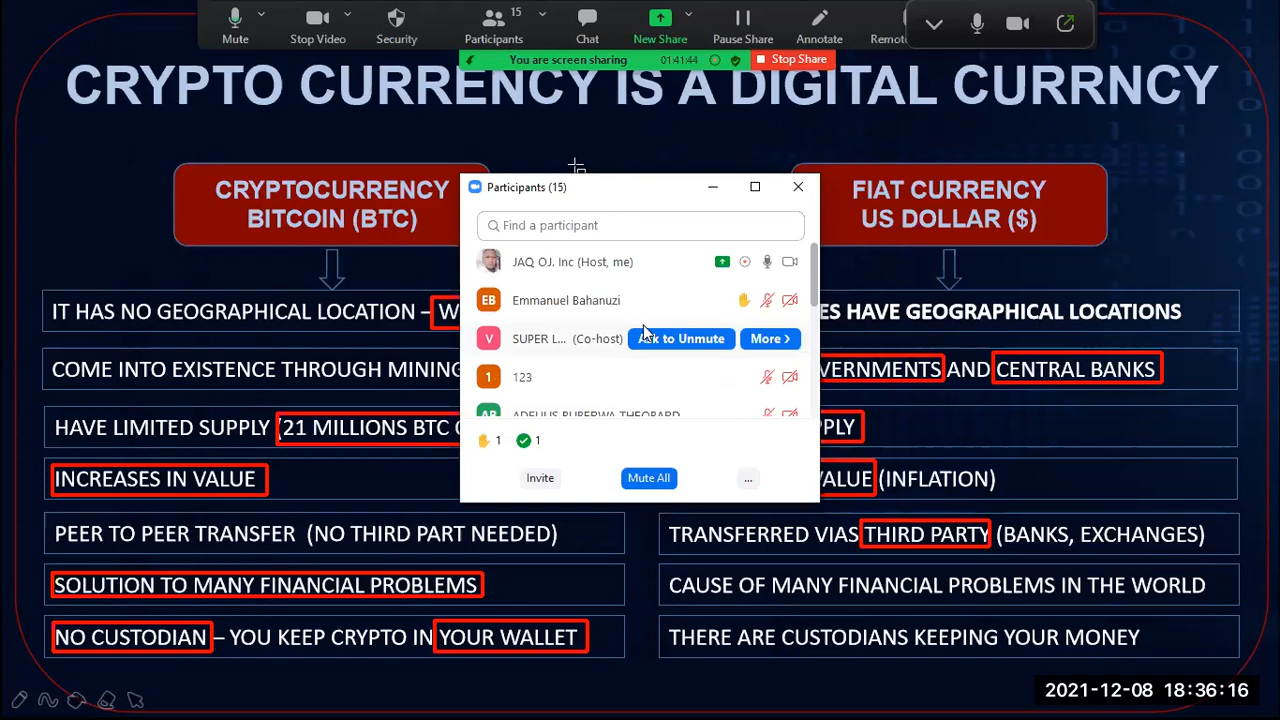 15
Mute
Stop Video
Security
Participants
Chat
New Share
Pause Share
Annotate
You are screen sharing
01:41:44
Stop Share
CRYPTO CURRENCY IS A DIGITAL CURRNCY
CRYPTOCURRENCY
BITCOIN (BTC)
FIAT CURRENCY
US DOLLAR ($)
Participants (15)
Find a participant
JAQ OJ. Inc (Host, me)
EB
Emmanuel Bahanuzi
V
SUPER L... (Co-host)
Ask to Unmute
More
1
123
1
1
Invite
Mute All
...
IT HAS NO GEOGRAPHICAL LOCATION –
HAVE GEOGRAPHICAL LOCATIONS
COME INTO EXISTENCE THROUGH MINING
AND CENTRAL BANKS
HAVE LIMITED SUPPLY (21 MILLIONS BTC
INCREASES IN VALUE
VALUE (INFLATION)
PEER TO PEER TRANSFER (NO THIRD PART NEEDED)
TRANSFERRED VIAS THIRD PARTY (BANKS, EXCHANGES)
SOLUTION TO MANY FINANCIAL PROBLEMS
CAUSE OF MANY FINANCIAL PROBLEMS IN THE WORLD
NO CUSTODIAN – YOU KEEP CRYPTO IN YOUR WALLET
THERE ARE CUSTODIANS KEEPING YOUR MONEY
2021-12-08 18:36:16